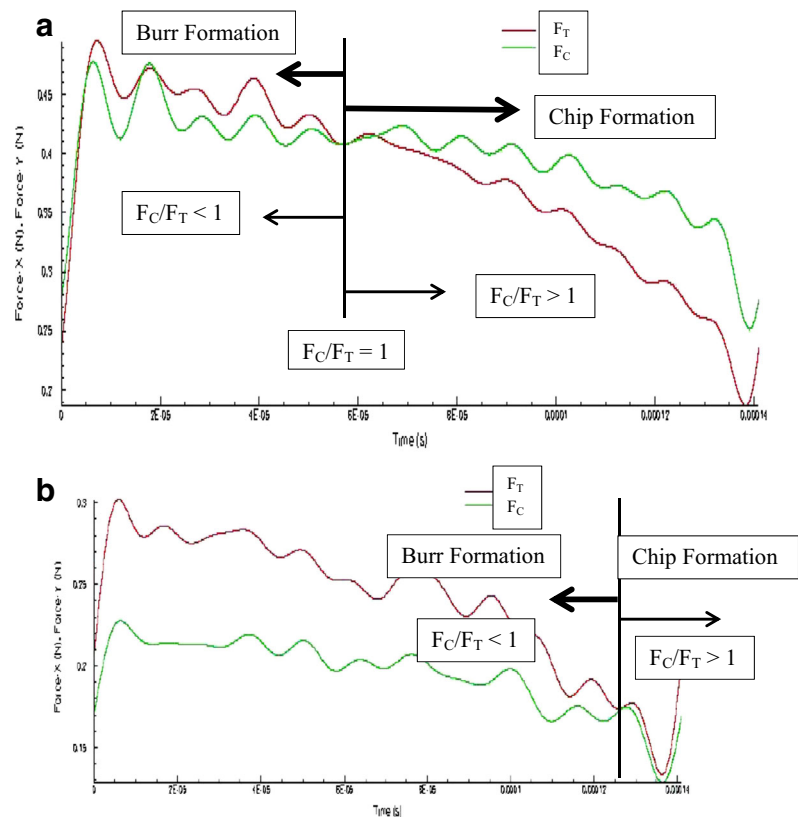 a
F_T
F_C
Burr Formation
Chip Formation
F_C/F_T < 1
F_C/F_T > 1
F_C/F_T = 1
Force-X (N), Force-Y (N)
0.45
0.4
0.35
0.3
0.25
0.2
0 2E-05 4E-05 6E-05 8E-05 0.0001 0.00012 0.00014
Time (s)
b
F_T
F_C
Burr Formation
Chip Formation
F_C/F_T < 1
F_C/F_T > 1
Force-X (N), Force-Y (N)
0.3
0.25
0.2
0.15
0 2E-05 4E-05 6E-05 8E-05 0.0001 0.00012 0.00014
Time (s)